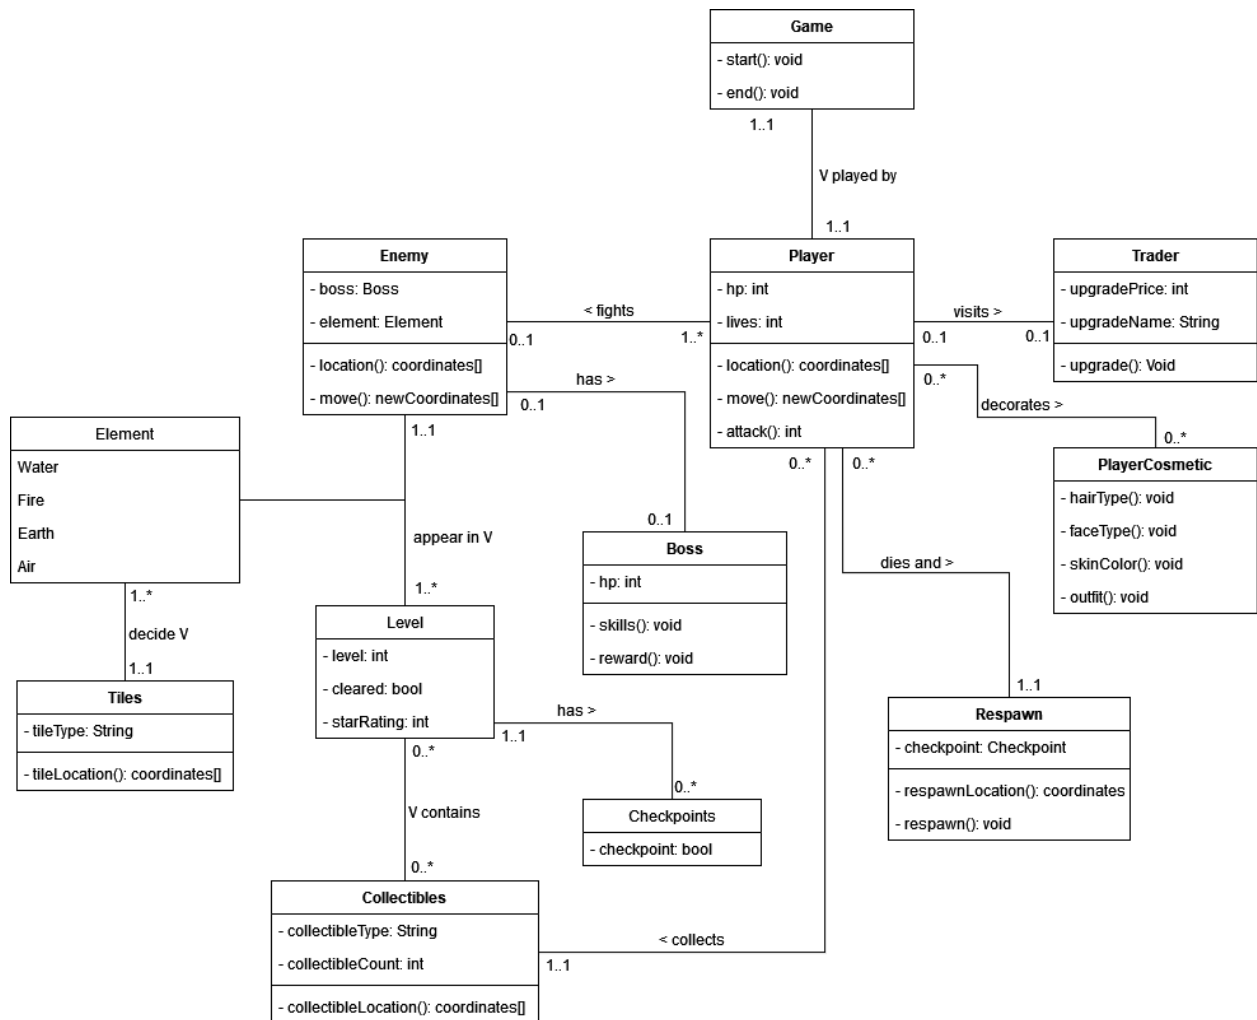 Game
- start(): void
- end(): void
1..1
V played by
1..1
Enemy
- boss: Boss
- element: Element
- location(): coordinates[]
- move(): newCoordinates[]
< fights
0..1
1..*
Player
- hp: int
- lives: int
- location(): coordinates[]
- move(): newCoordinates[]
- attack(): int
visits >
0..1
0..1
Trader
- upgradePrice: int
- upgradeName: String
- upgrade(): Void
has >
0..1
0..1
0..*
decorates >
0..*
PlayerCosmetic
- hairType(): void
- faceType(): void
- skinColor(): void
- outfit(): void
Element
Water
Fire
Earth
Air
1..1
appear in V
1..*
Boss
- hp: int
- skills(): void
- reward(): void
0..*
0..*
dies and >
1..1
1..*
decide V
1..1
Tiles
- tileType: String
- tileLocation(): coordinates[]
Level
- level: int
- cleared: bool
- starRating: int
has >
1..1
0..*
Respawn
- checkpoint: Checkpoint
- respawnLocation(): coordinates
- respawn(): void
0..*
V contains
0..*
Checkpoints
- checkpoint: bool
Collectibles
- collectibleType: String
- collectibleCount: int
- collectibleLocation(): coordinates[]
< collects
1..1